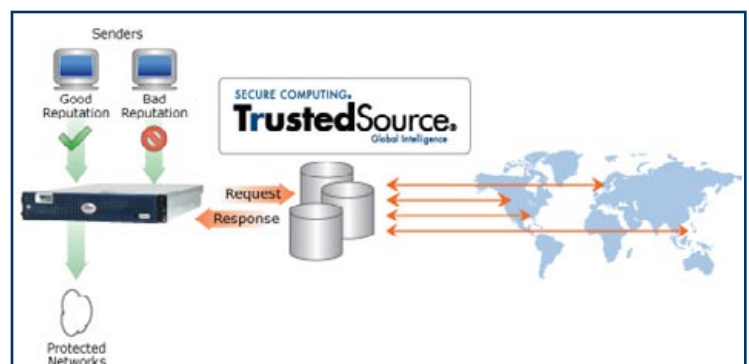 Senders
Good
Reputation
Bad
Reputation
SECURE COMPUTING®
TrustedSource®
Global Intelligence
Request
Response
Protected
Networks